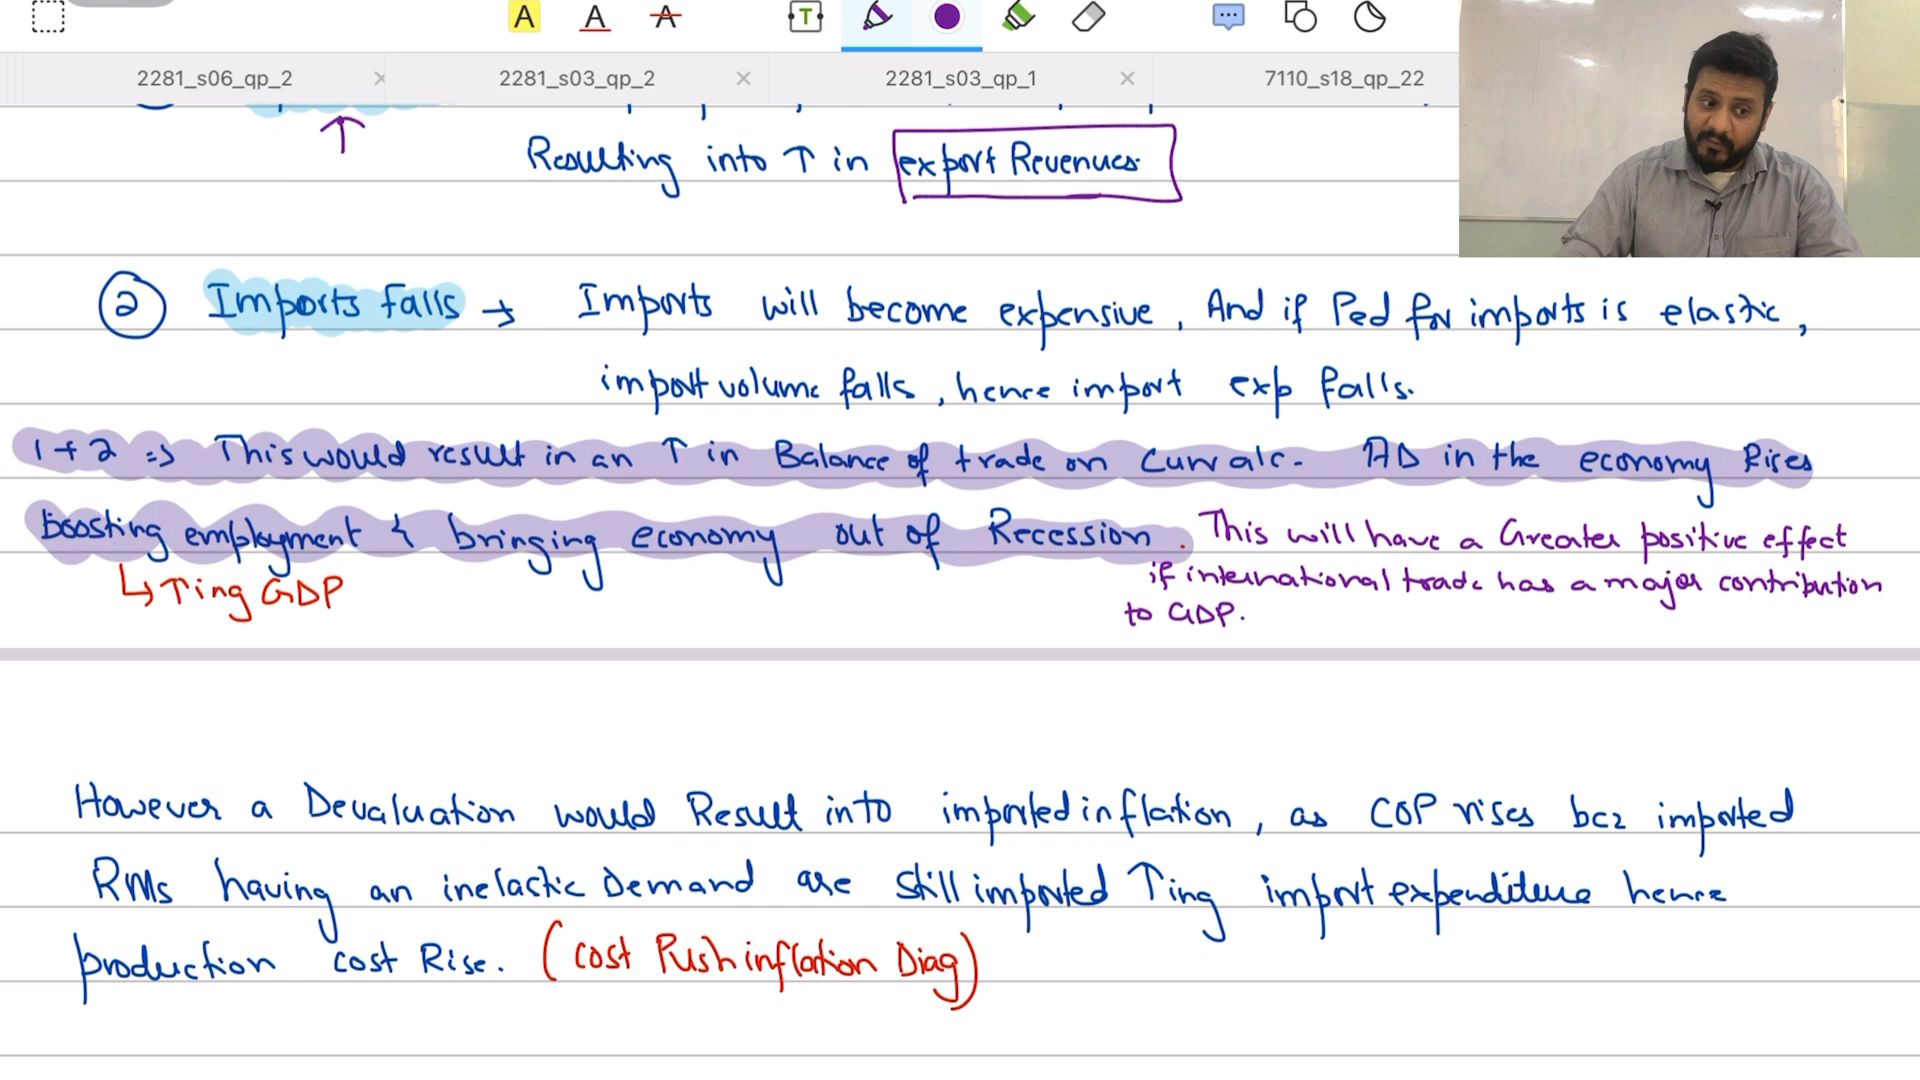 A A A T
2281_s06_qp_2 × 2281_s03_qp_2 × 2281_s03_qp_1 × 7110_s18_qp_22
Resulting into ↑ in export Revenues.
② Imports falls → Imports will become expensive, And if Ped for imports is elastic,
import volume falls, hence import exp falls.
1+2 => This would result in an ↑ in Balance of trade on Curr a/c. AD in the economy Rises
boosting employment & bringing economy out of Recession. This will have a Greater positive effect
if international trade has a major contribution
to GDP.
↳ ↑ing GDP
However a Devaluation would Result into imported inflation, as COP rises bcz imported
RMs having an inelastic Demand are still imported ↑ing import expenditure hence
production cost Rise. (Cost Push inflation Diag)